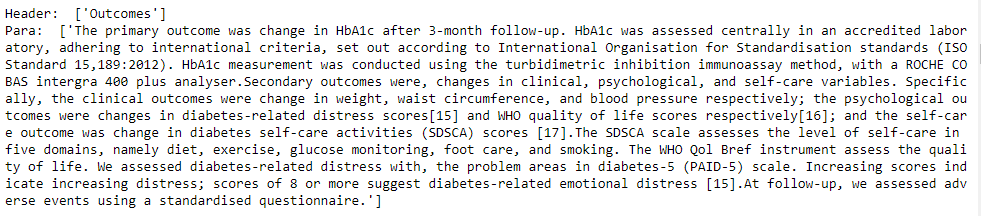 Header:  ['Outcomes']
Para:  ['The primary outcome was change in HbA1c after 3-month follow-up. HbA1c was assessed centrally in an accredited labor
atory, adhering to international criteria, set out according to International Organisation for Standardisation standards (ISO
Standard 15,189:2012). HbA1c measurement was conducted using the turbidimetric inhibition immunoassay method, with a ROCHE CO
BAS intergra 400 plus analyser.Secondary outcomes were, changes in clinical, psychological, and self-care variables. Specific
ally, the clinical outcomes were change in weight, waist circumference, and blood pressure respectively; the psychological ou
tcomes were changes in diabetes-related distress scores[15] and WHO quality of life scores respectively[16]; and the self-car
e outcome was change in diabetes self-care activities (SDSCA) scores [17].The SDSCA scale assesses the level of self-care in
five domains, namely diet, exercise, glucose monitoring, foot care, and smoking. The WHO Qol Bref instrument assess the quali
ty of life. We assessed diabetes-related distress with, the problem areas in diabetes-5 (PAID-5) scale. Increasing scores ind
icate increasing distress; scores of 8 or more suggest diabetes-related emotional distress [15].At follow-up, we assessed adv
erse events using a standardised questionnaire.']